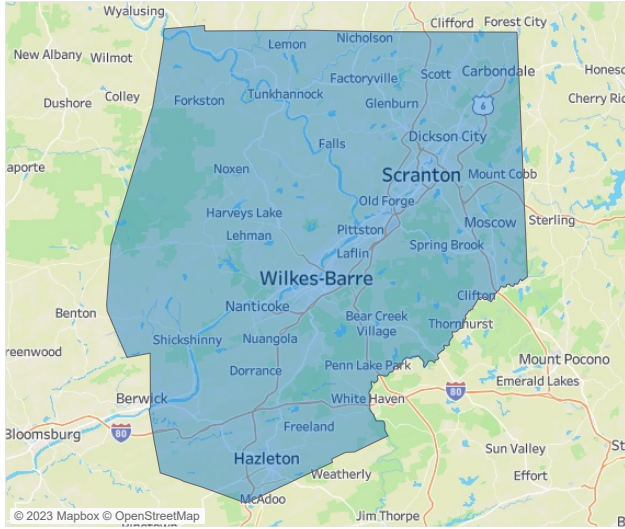 Wyalusing
Clifford
Forest City
Nicholson
Lemon
New Albany
Wilmot
Factoryville
Scott
Carbondale
Tunkhannock
Colley
Forkston
Glenburn
Dushore
6
Cherry Ri
Falls
Dickson City
aporte
Noxen
Scranton
Mount Cobb
Old Forge
Harveys Lake
Pittston
Moscow
Sterling
Lehman
Laflin
Spring Brook
Wilkes-Barre
Clifton
Nanticoke
Benton
Bear Creek
Village
Thornhurst
Shickshinny
Nuangola
reenwood
Mount Pocono
Penn Lake Park
Dorrance
Emerald Lakes
80
Berwick
White Haven
Freeland
Bloomsburg
80
Sun Valley
St
Hazleton
Weatherly
Effort
McAdoo
Jim Thorpe
© 2023 Mapbox © OpenStreetMap